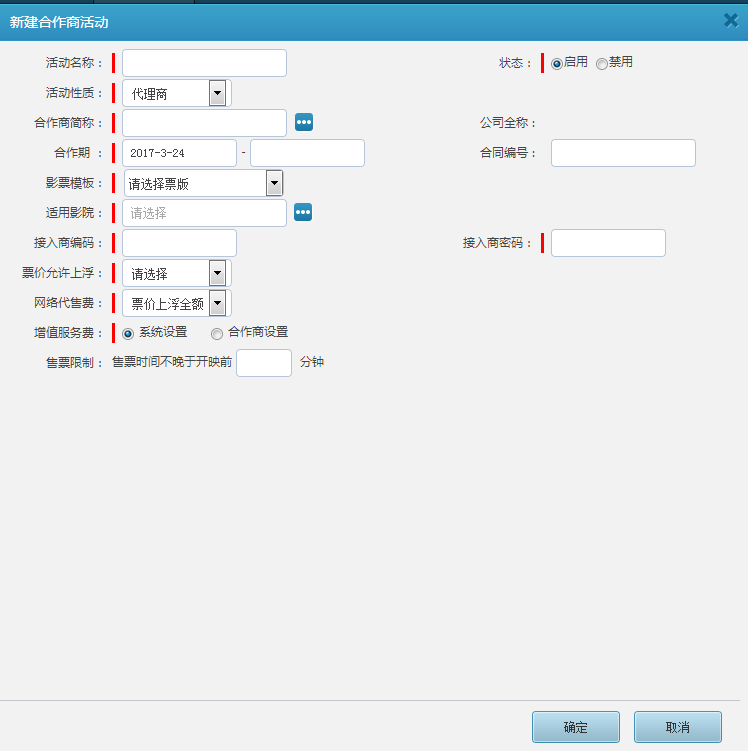 新建合作商活动
活动名称： 状态： 启用 禁用
活动性质： 代理商
合作商简称： 公司全称：
合作期 ： 2017-3-24 - 合同编号：
影票模板： 请选择票版
适用影院： 请选择
接入商编码： 接入商密码：
票价允许上浮： 请选择
网络代售费： 票价上浮全额
增值服务费： 系统设置 合作商设置
售票限制： 售票时间不晚于开映前 分钟
确定 取消